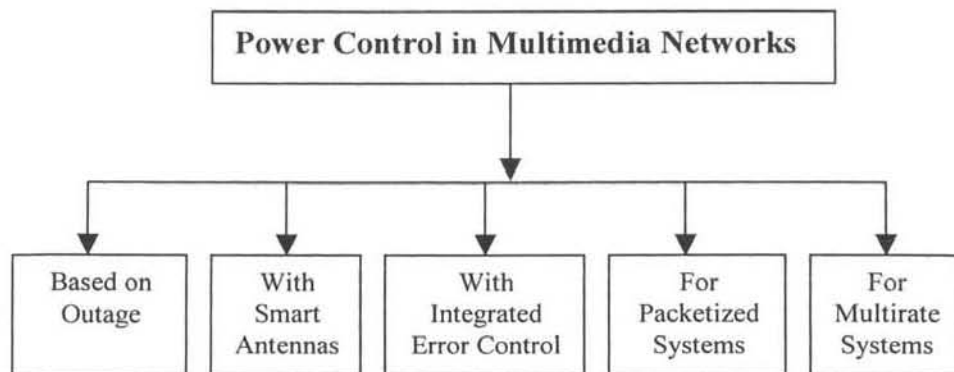 Power Control in Multimedia Networks
Based on
Outage
With
Smart
Antennas
With
Integrated
Error Control
For
Packetized
Systems
For
Multirate
Systems